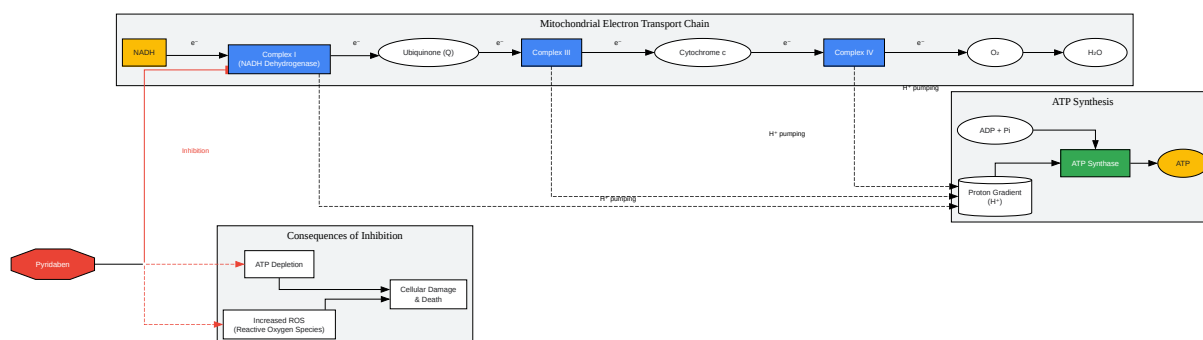 Mitochondrial Electron Transport Chain
NADH
e⁻
Complex I
(NADH Dehydrogenase)
e⁻
Ubiquinone (Q)
e⁻
Complex III
e⁻
Cytochrome c
e⁻
Complex IV
e⁻
O₂
H₂O
H⁺ pumping
ATP Synthesis
ADP + Pi
H⁺ pumping
Inhibition
ATP Synthase
ATP
Proton Gradient
(H⁺)
H⁺ pumping
Consequences of Inhibition
Pyridaben
ATP Depletion
Cellular Damage
& Death
Increased ROS
(Reactive Oxygen Species)